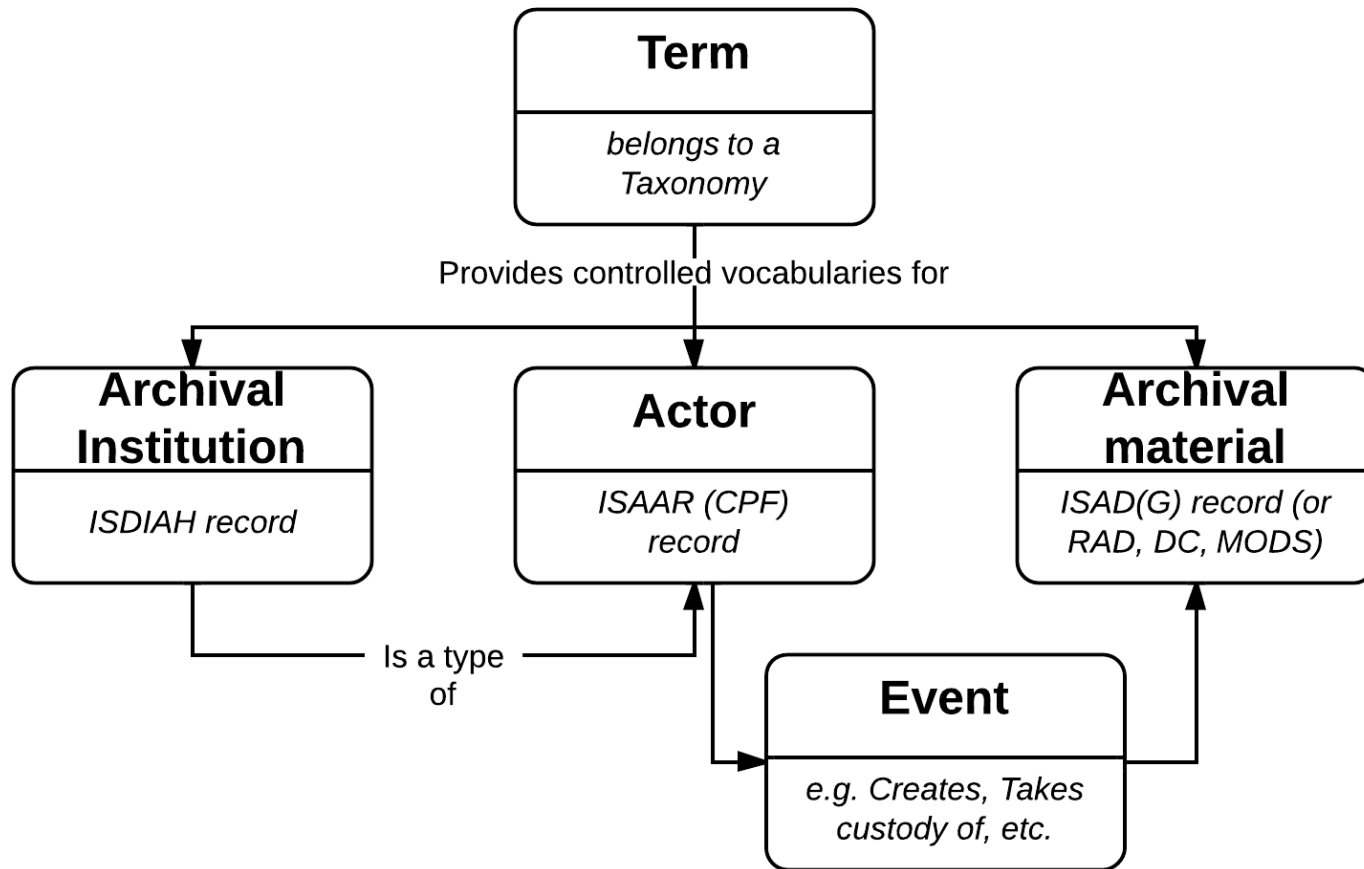 Term
belongs to a
Taxonomy
Provides controlled vocabularies for
Archival
Institution
ISDIAH record
Actor
ISAAR (CPF)
record
Archival
material
ISAD(G) record (or
RAD, DC, MODS)
Is a type
of
Event
e.g. Creates, Takes
custody of, etc.